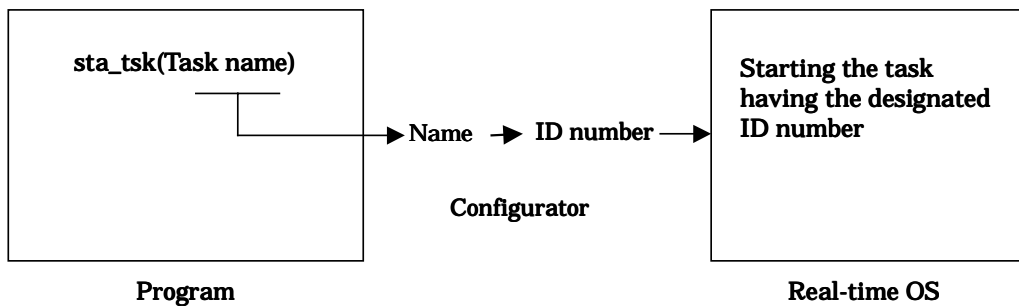 sta_tsk(Task name)
Name
ID number
Starting the task
having the designated
ID number
Configurator
Program
Real-time OS